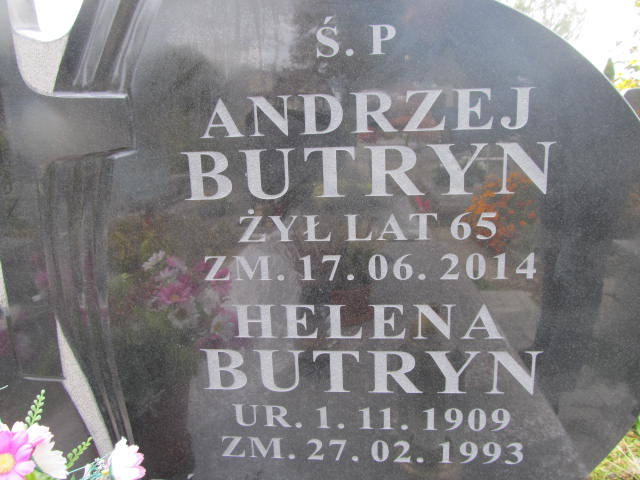 Ś. P
ANDRZEJ
BUTRYN
ŻYŁ LAT 65
ZM. 17. 06. 2014
HELENA
BUTRYN
UR. 1. 11. 1909
ZM. 27. 02. 1993